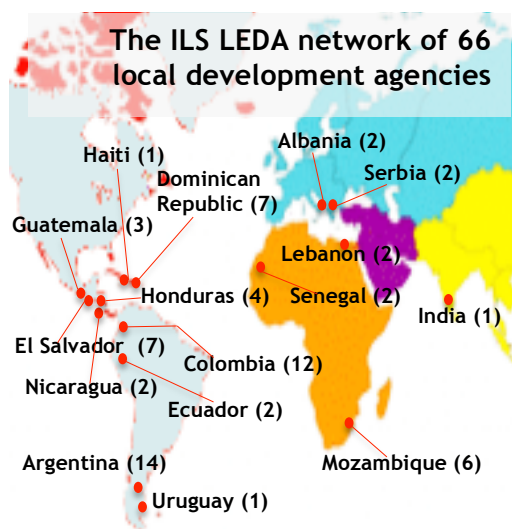 The ILS LEDA network of 66
local development agencies
Albania (2)
Haiti (1)
Serbia (2)
Dominican
Republic (7)
Guatemala (3)
Lebanon (2)
Honduras (4)
Senegal (2)
India (1)
El Salvador (7)
Colombia (12)
Nicaragua (2)
Ecuador (2)
Argentina (14)
Mozambique (6)
Uruguay (1)